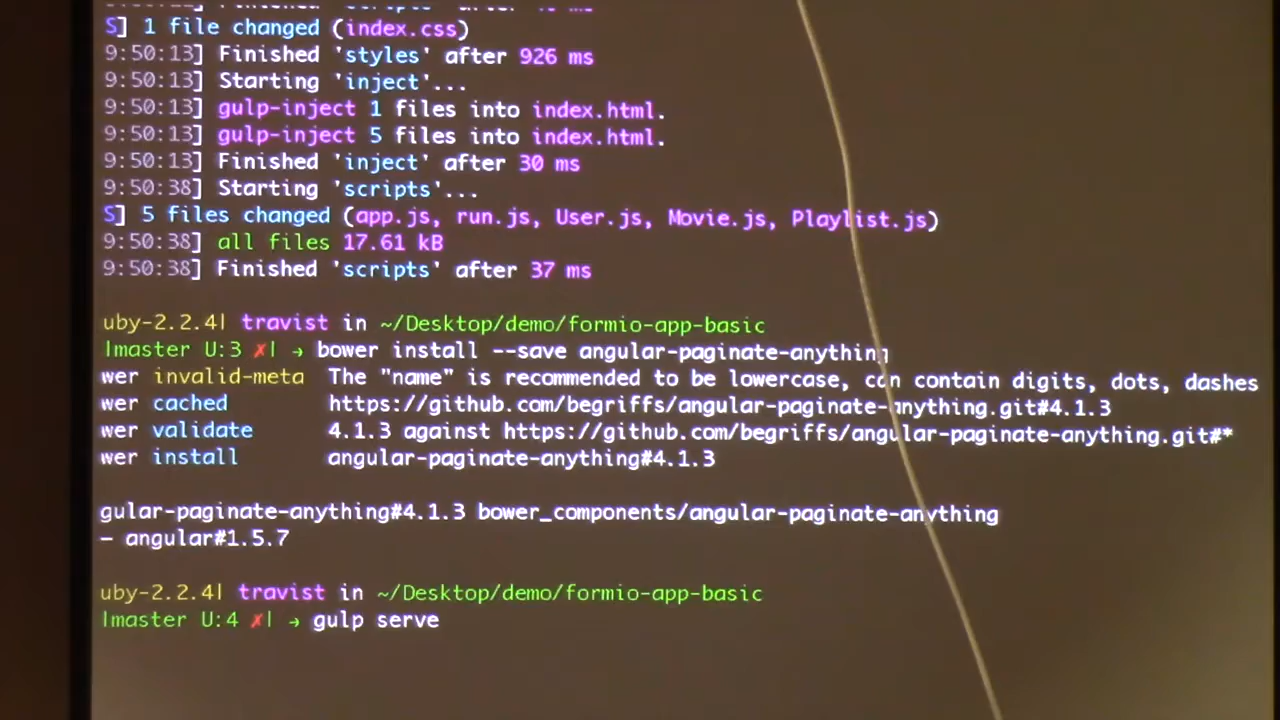 S] 1 file changed (index.css)
9:50:13] Finished 'styles' after 926 ms
9:50:13] Starting 'inject'...
9:50:13] gulp-inject 1 files into index.html.
9:50:13] gulp-inject 5 files into index.html.
9:50:13] Finished 'inject' after 30 ms
9:50:38] Starting 'scripts'...
S] 5 files changed (app.js, run.js, User.js, Movie.js, Playlist.js)
9:50:38] all files 17.61 kB
9:50:38] Finished 'scripts' after 37 ms
uby-2.2.4| travist in ~/Desktop/demo/formio-app-basic
|master U:3 ✗| → bower install --save angular-paginate-anything
wer invalid-meta The "name" is recommended to be lowercase, can contain digits, dots, dashes
wer cached https://github.com/begriffs/angular-paginate-anything.git#4.1.3
wer validate 4.1.3 against https://github.com/begriffs/angular-paginate-anything.git#*
wer install angular-paginate-anything#4.1.3
gular-paginate-anything#4.1.3 bower_components/angular-paginate-anything
— angular#1.5.7
uby-2.2.4| travist in ~/Desktop/demo/formio-app-basic
|master U:4 ✗| → gulp serve